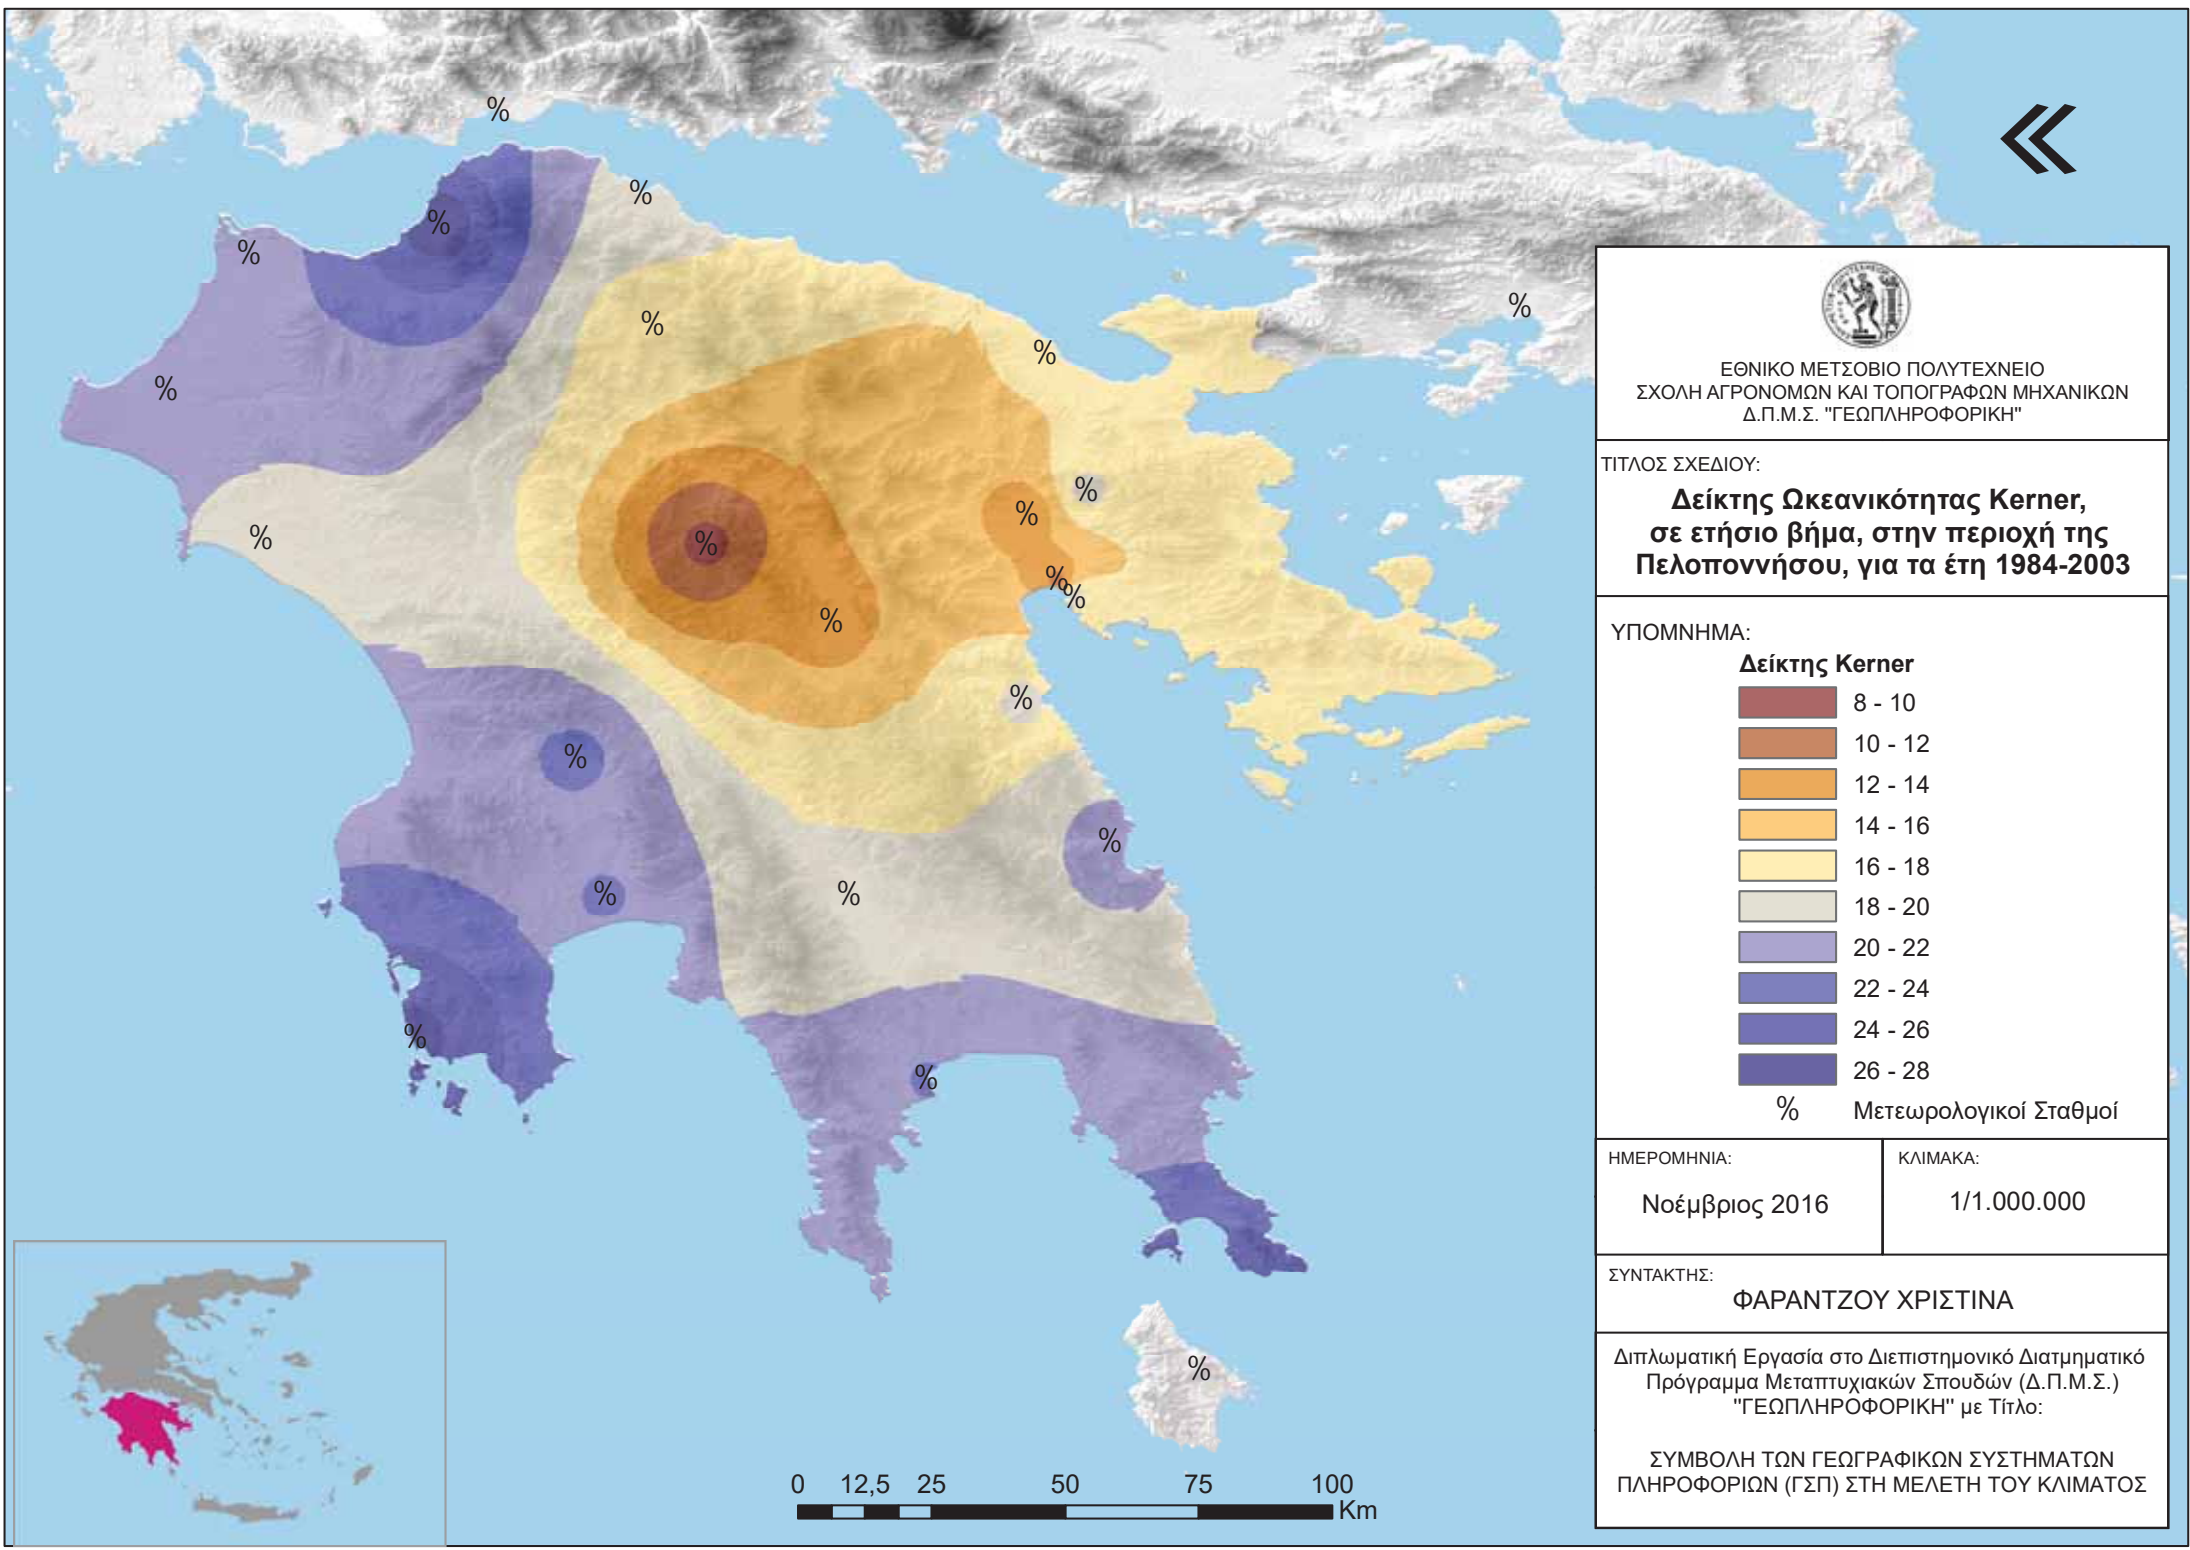 ΕΘΝΙΚΟ ΜΕΤΣΟΒΙΟ ΠΟΛΥΤΕΧΝΕΙΟ
ΣΧΟΛΗ ΑΓΡΟΝΟΜΩΝ ΚΑΙ ΤΟΠΟΓΡΑΦΩΝ ΜΗΧΑΝΙΚΩΝ
Δ.Π.Μ.Σ. "ΓΕΩΠΛΗΡΟΦΟΡΙΚΗ"
ΤΙΤΛΟΣ ΣΧΕΔΙΟΥ:
Δείκτης Ωκεανικότητας Kerner,
σε ετήσιο βήμα, στην περιοχή της
Πελοποννήσου, για τα έτη 1984-2003
ΥΠΟΜΝΗΜΑ:
Δείκτης Kerner
8 - 10
10 - 12
12 - 14
14 - 16
16 - 18
18 - 20
20 - 22
22 - 24
24 - 26
26 - 28
% Μετεωρολογικοί Σταθμοί
ΗΜΕΡΟΜΗΝΙΑ:
Νοέμβριος 2016
ΚΛΙΜΑΚΑ:
1/1.000.000
ΣΥΝΤΑΚΤΗΣ:
ΦΑΡΑΝΤΖΟΥ ΧΡΙΣΤΙΝΑ
Διπλωματική Εργασία στο Διεπιστημονικό Διατμηματικό
Πρόγραμμα Μεταπτυχιακών Σπουδών (Δ.Π.Μ.Σ.)
"ΓΕΩΠΛΗΡΟΦΟΡΙΚΗ" με Τίτλο:
ΣΥΜΒΟΛΗ ΤΩΝ ΓΕΩΓΡΑΦΙΚΩΝ ΣΥΣΤΗΜΑΤΩΝ
ΠΛΗΡΟΦΟΡΙΩΝ (ΓΣΠ) ΣΤΗ ΜΕΛΕΤΗ ΤΟΥ ΚΛΙΜΑΤΟΣ
0 12,5 25 50 75 100
Km